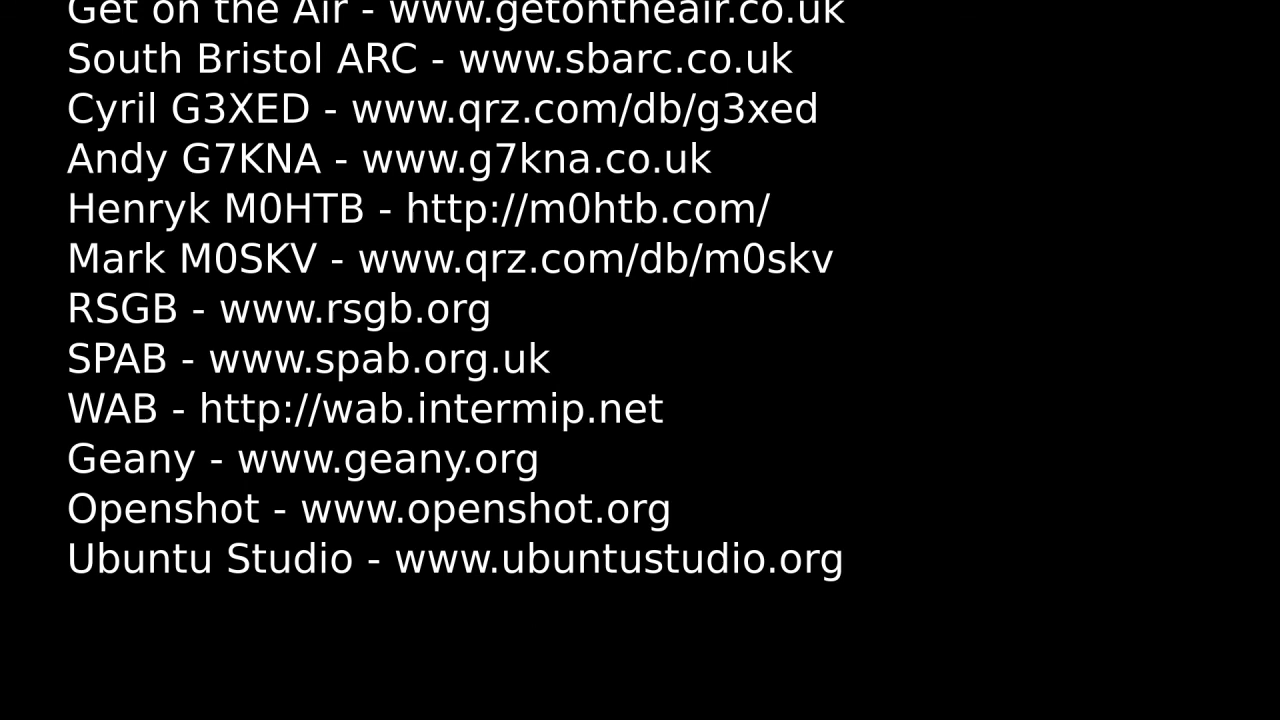 Get on the Air - www.getontheair.co.uk
South Bristol ARC - www.sbarc.co.uk
Cyril G3XED - www.qrz.com/db/g3xed
Andy G7KNA - www.g7kna.co.uk
Henryk M0HTB - http://m0htb.com/
Mark M0SKV - www.qrz.com/db/m0skv
RSGB - www.rsgb.org
SPAB - www.spab.org.uk
WAB - http://wab.intermip.net
Geany - www.geany.org
Openshot - www.openshot.org
Ubuntu Studio - www.ubuntustudio.org